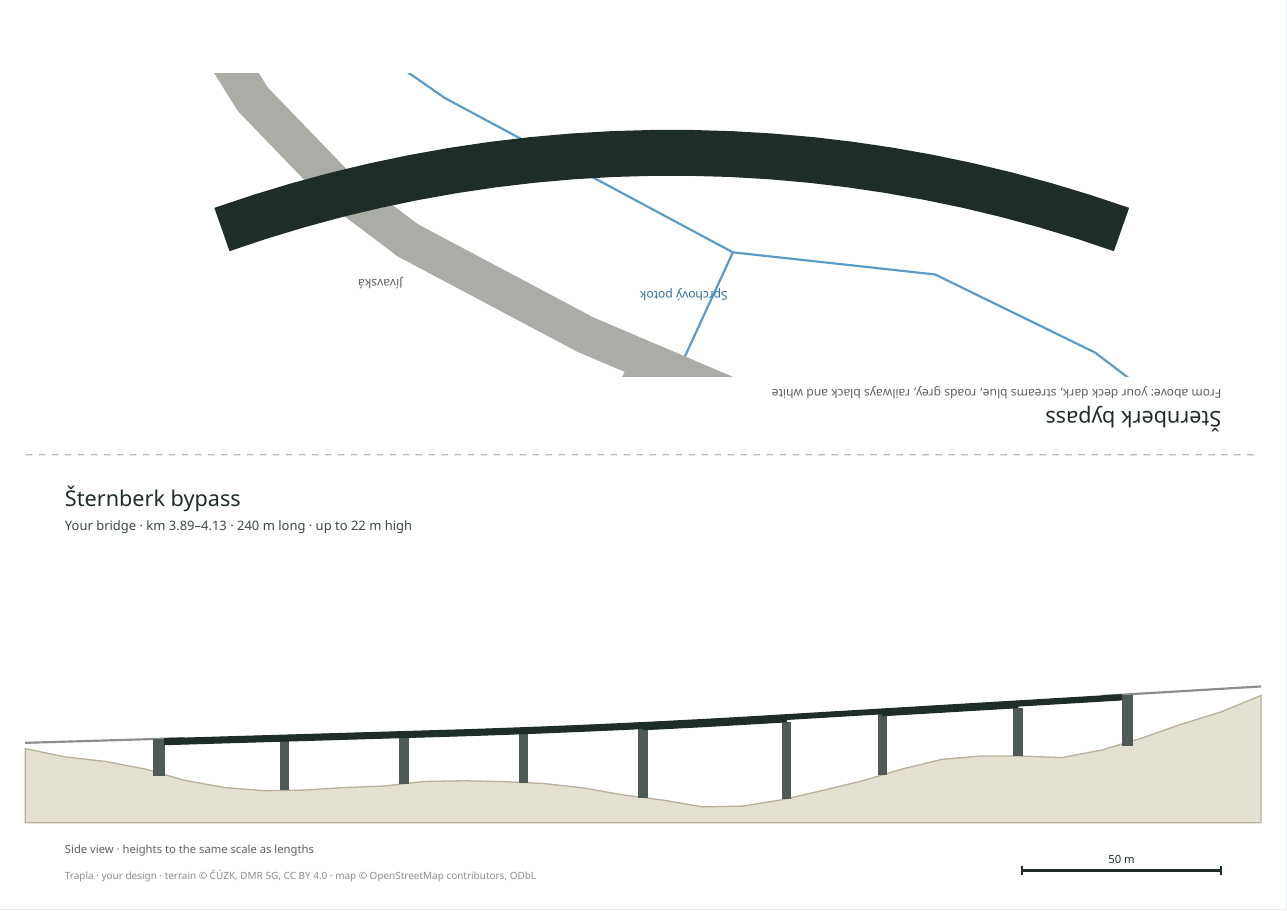 Jívavská
Sprchový potok
From above: your deck dark, streams blue, roads grey, railways black and white
Šternberk bypass
Šternberk bypass
Your bridge · km 3.89–4.13 · 240 m long · up to 22 m high
Side view · heights to the same scale as lengths
50 m
Trapla · your design · terrain © ČÚZK, DMR 5G, CC BY 4.0 · map © OpenStreetMap contributors, ODbL